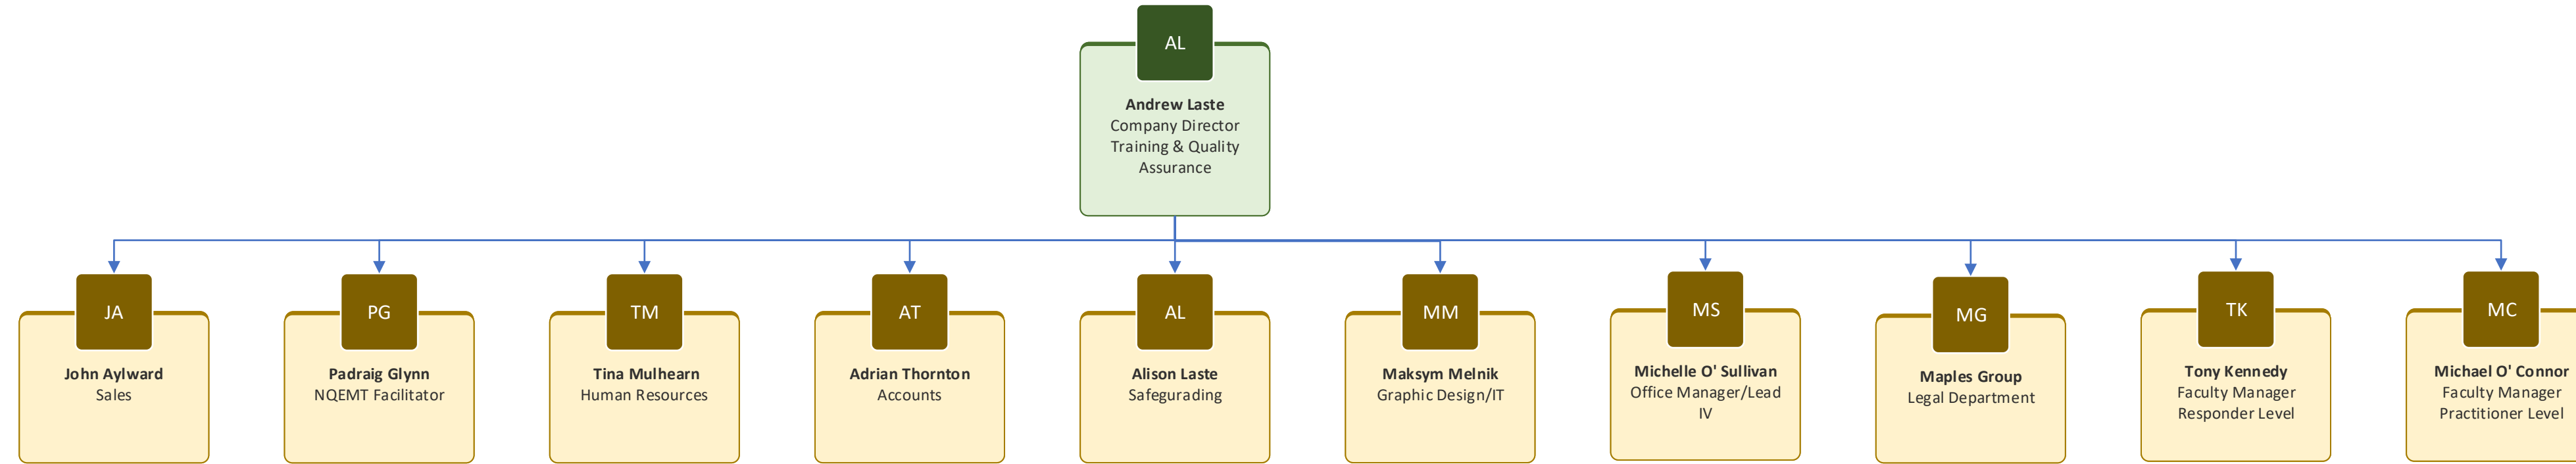 AL
Andrew Laste
Company Director
Training & Quality
Assurance
JA
John Aylward
Sales
PG
Padraig Glynn
NQEMT Facilitator
TM
Tina Mulhearn
Human Resources
AT
Adrian Thornton
Accounts
AL
Alison Laste
Safegurading
MM
Maksym Melnik
Graphic Design/IT
MS
Michelle O' Sullivan
Office Manager/Lead
IV
MG
Maples Group
Legal Department
TK
Tony Kennedy
Faculty Manager
Responder Level
MC
Michael O' Connor
Faculty Manager
Practitioner Level